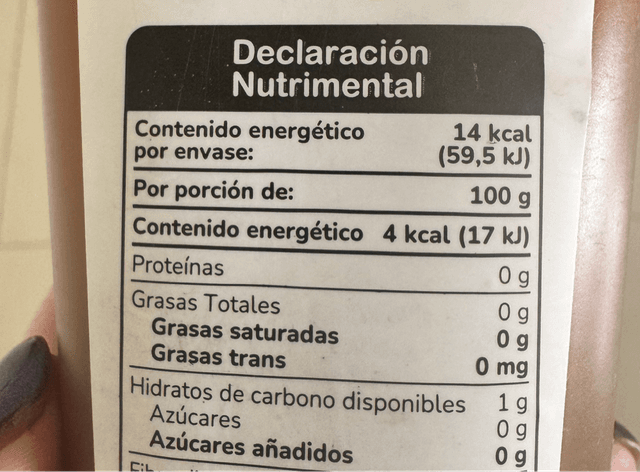 Declaración
Nutrimental
Contenido energético 14 kcal
por envase: (59,5 kJ)
Por porción de: 100 g
Contenido energético 4 kcal (17 kJ)
Proteínas 0 g
Grasas Totales 0 g
Grasas saturadas 0 g
Grasas trans 0 mg
Hidratos de carbono disponibles 1 g
Azúcares 0 g
Azúcares añadidos 0 g